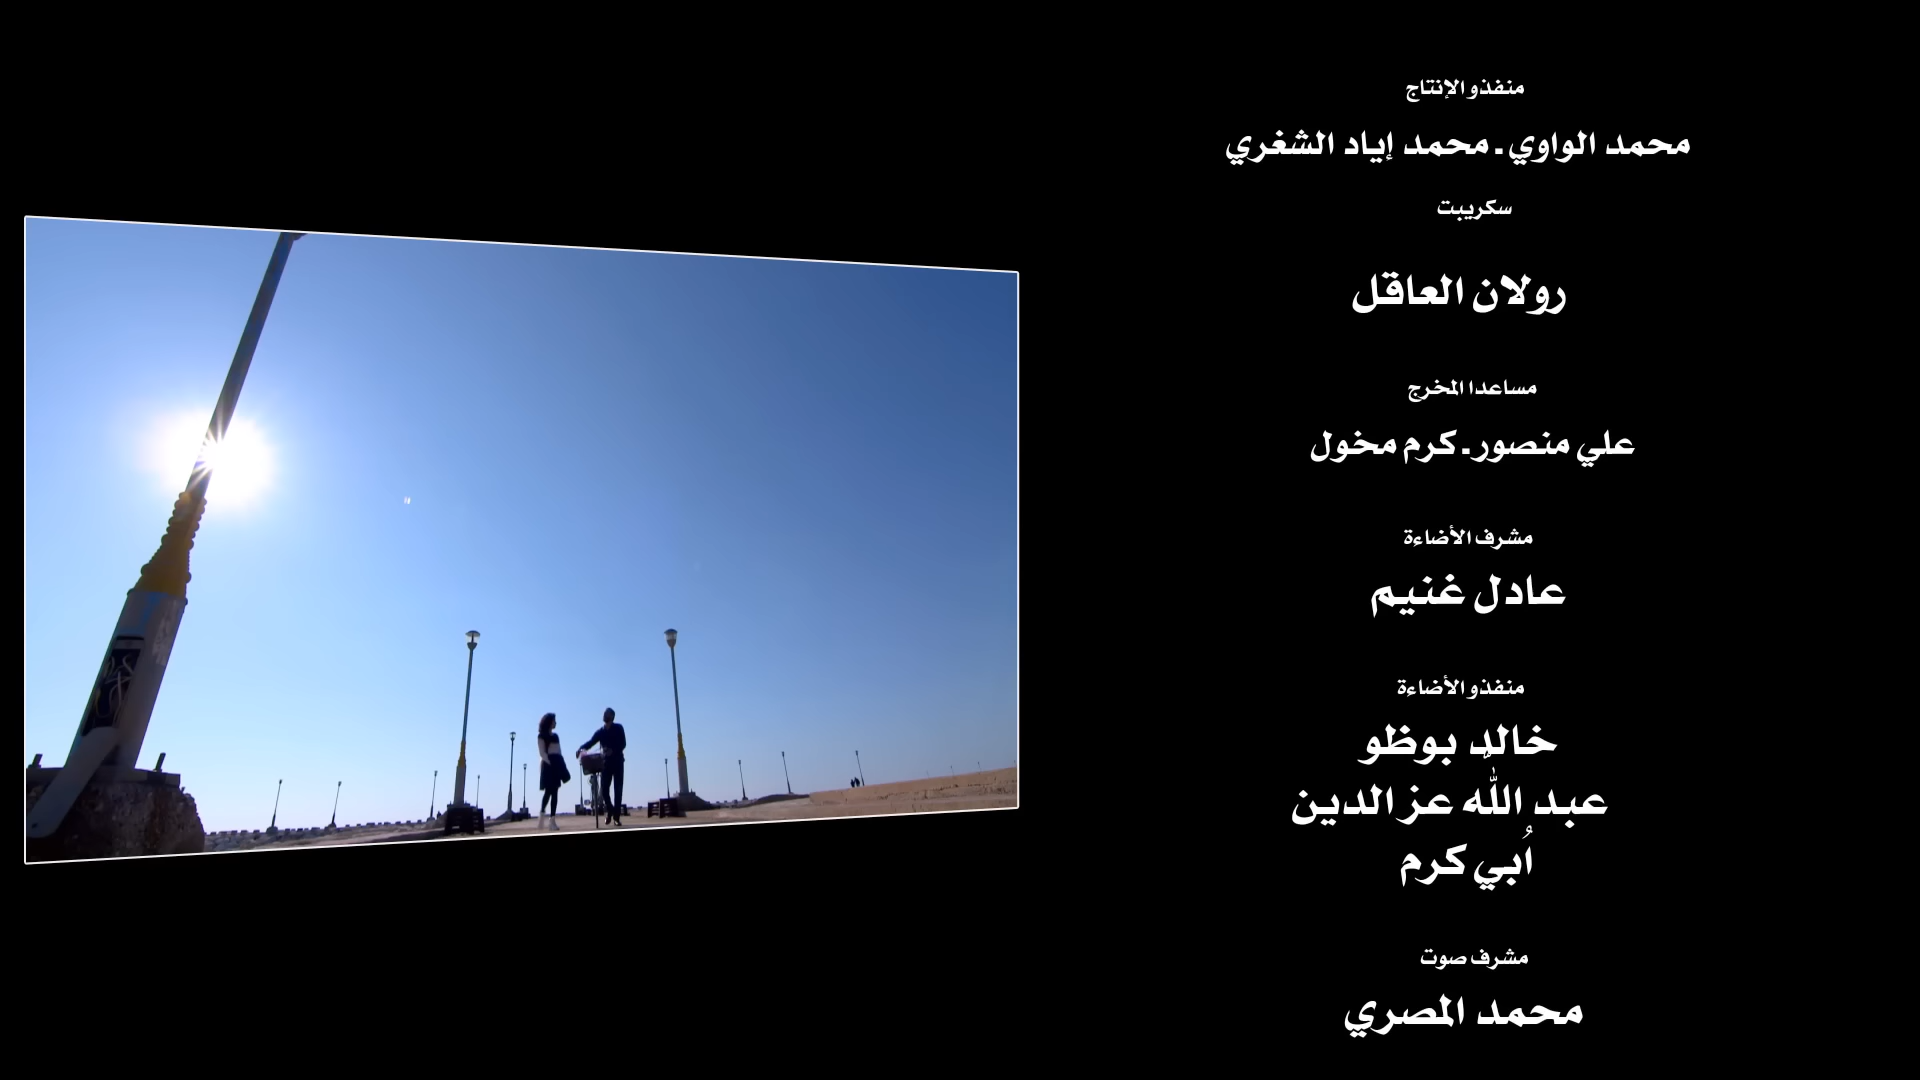 منفذو الإنتاج
محمد الواوي ـ محمد إياد الشغري
سكريبت
رولان العاقل
مساعدا المخرج
علي منصور ـ كرم مخول
مشرف الأضاءة
عادل غنيم
منفذو الأضاءة
خالد بوظو
عبد الله عز الدين
أبي كرم
مشرف صوت
محمد المصري